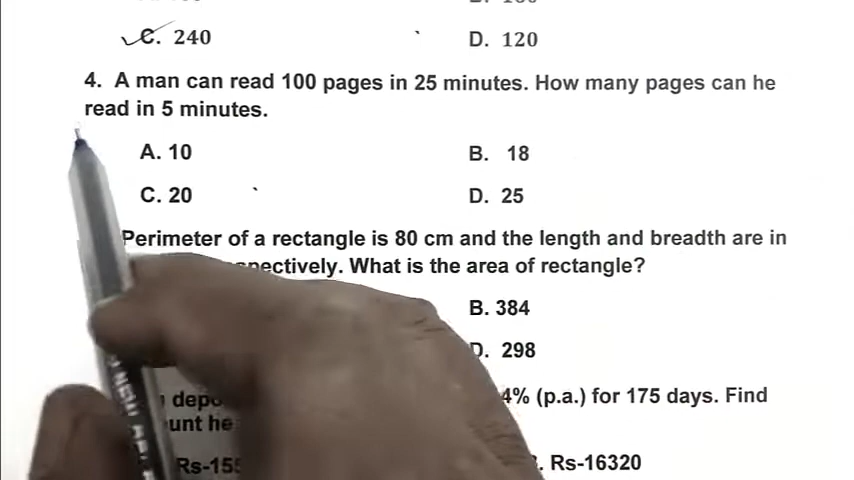 C. 240 D. 120
4. A man can read 100 pages in 25 minutes. How many pages can he
read in 5 minutes.
A. 10 B. 18
C. 20 D. 25
Perimeter of a rectangle is 80 cm and the length and breadth are in
What is the area of rectangle?
B. 384
D. 298
4% (p.a.) for 175 days. Find
he
Rs-16320